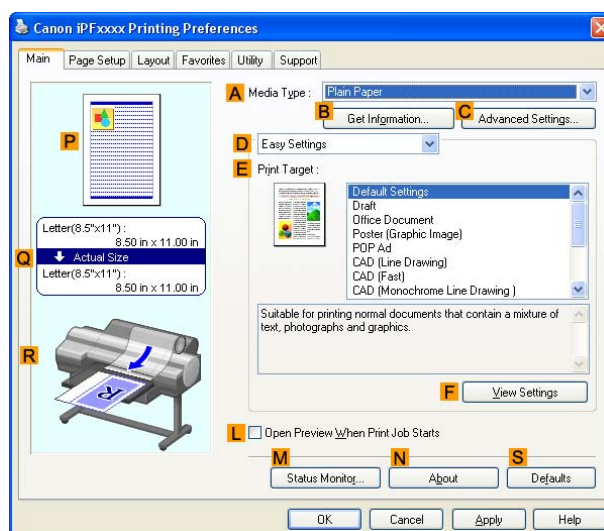 Canon iPFxxxx Printing Preferences
Main Page Setup Layout Favorites Utility Support
A Media Type : Plain Paper
B C
Get Information... Advanced Settings...
D Easy Settings
E Print Target :
P
Default Settings
Draft
Office Document
Poster (Graphic Image)
POP Ad
CAD (Line Drawing)
CAD (Fast)
CAD (Monochrome Line Drawing )
Letter(8.5"x11") :
8.50 in x 11.00 in
Q Actual Size
Letter(8.5"x11") :
8.50 in x 11.00 in
Suitable for printing normal documents that contain a mixture of
text, photographs and graphics.
R
R
F View Settings
L Open Preview When Print Job Starts
M N S
Status Monitor... About Defaults
OK Cancel Apply Help